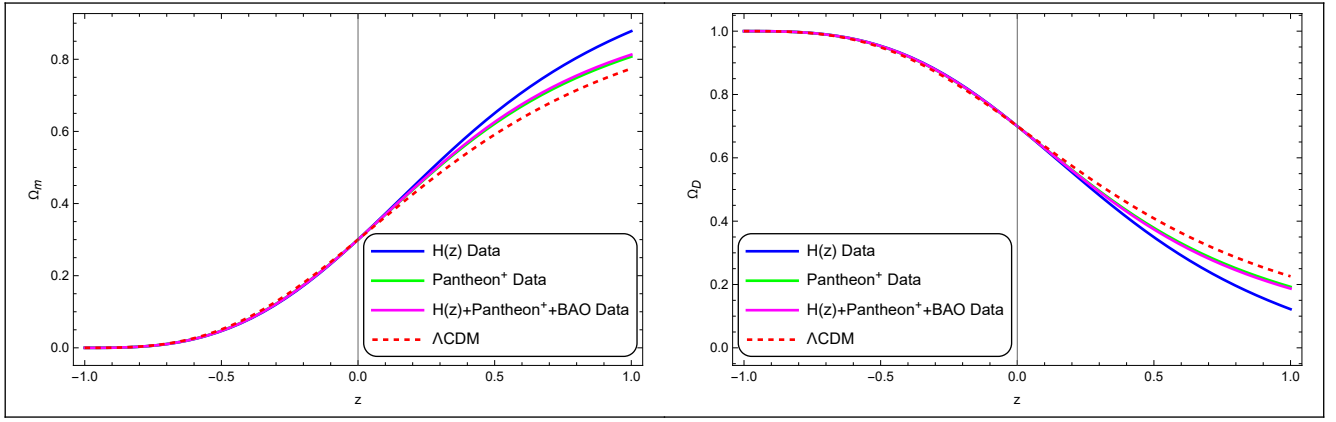 0.8
0.6
0.4
0.2
0.0
Ωm
−1.0 −0.5 0.0 0.5 1.0
z
H(z) Data
Pantheon+ Data
H(z)+Pantheon++BAO Data
ΛCDM
1.0
0.8
0.6
0.4
0.2
0.0
ΩD
−1.0 −0.5 0.0 0.5 1.0
z
H(z) Data
Pantheon+ Data
H(z)+Pantheon++BAO Data
ΛCDM